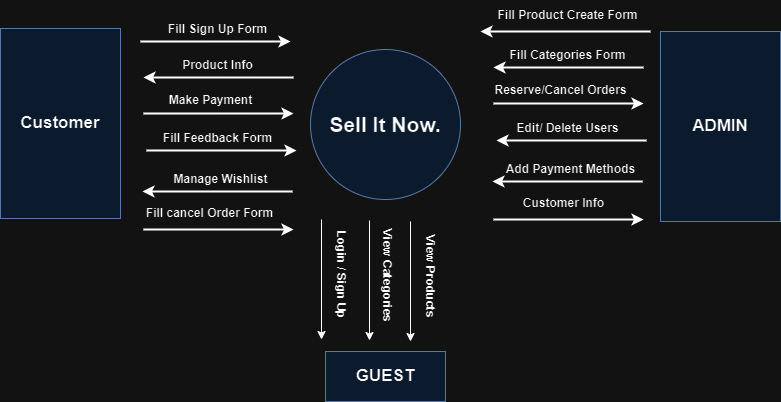 Fill Sign Up Form
Product Info
Make Payment
Fill Feedback Form
Manage Wishlist
Fill cancel Order Form
Customer
Sell It Now.
Fill Product Create Form
Fill Categories Form
Reserve/Cancel Orders
Edit/ Delete Users
Add Payment Methods
Customer Info
ADMIN
Login / Sign Up
View Categories
View Products
GUEST